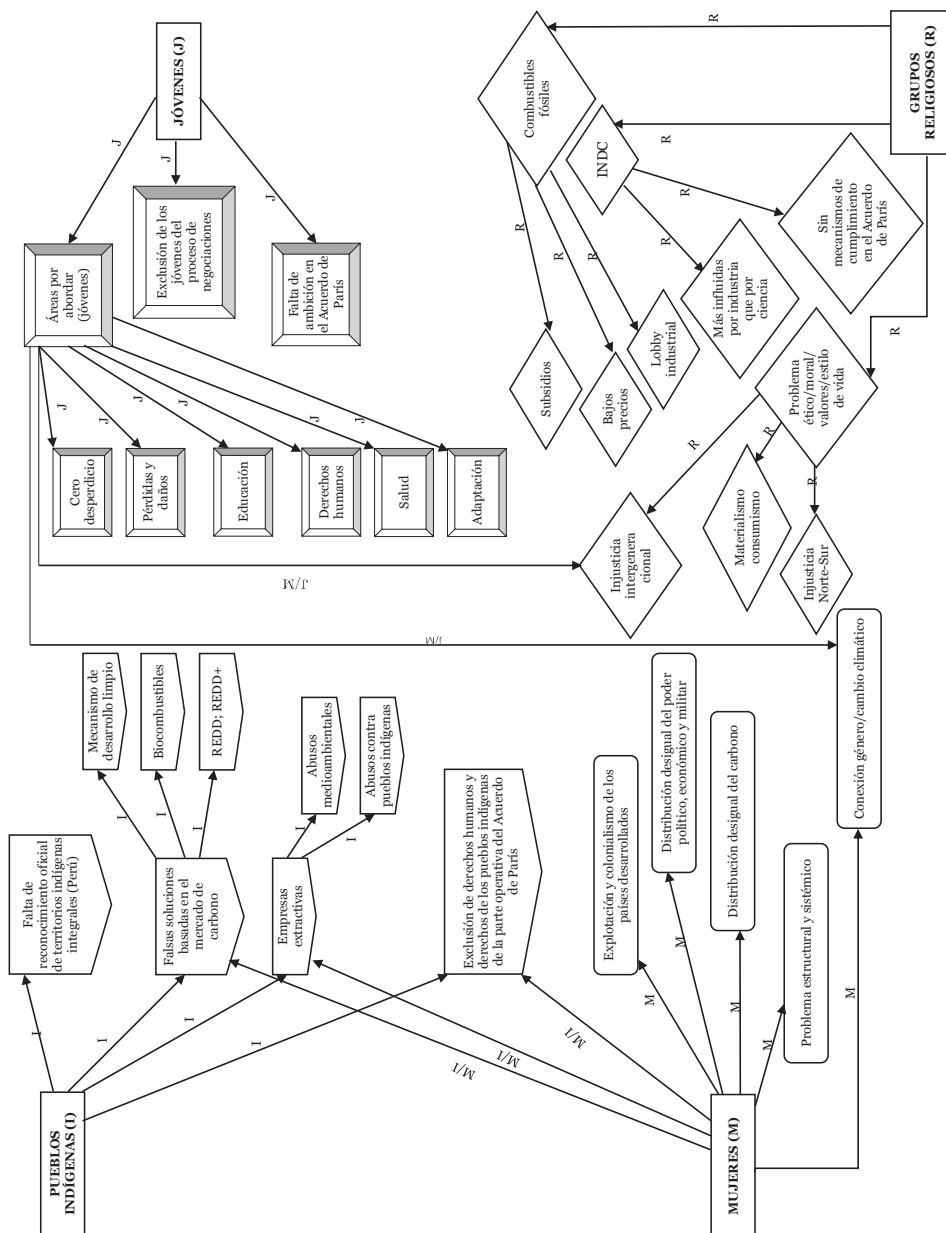 PUEBLOS
INDÍGENAS (I)
I
I
I
I
Falta de
reconocimiento oficial
de territorios indígenas
integrales (Perú)
Falsas soluciones
basadas en el
mercado de
carbono
I
I
I
Mecanismo de
desarrollo limpio
Biocombustibles
REDD; REDD+
Empresas
extractivas
I
I
Abusos
medioambientales
Abusos contra
pueblos indígenas
Exclusión de derechos humanos y
derechos de los pueblos indígenas
de la parte operativa del Acuerdo
de París
M/I
M/I
M/I
MUJERES (M)
M
M
M
M
M
Explotación y colonialismo de los
países desarrollados
Distribución desigual del poder
político, económico y militar
Distribución desigual del carbono
Problema estructural y sistémico
Conexión género/cambio climático
J/M
J/M
JÓVENES (J)
J
J
J
Áreas por
abordar
(jóvenes)
Exclusión de los
jóvenes del
proceso de
negociaciones
Falta de
ambición en
el Acuerdo de
París
J
J
J
J
J
J
Cero
desperdicio
Pérdidas y
daños
Educación
Derechos
humanos
Salud
Adaptación
GRUPOS
RELIGIOSOS (R)
R
R
R
Combustibles
fósiles
R
R
R
Subsidios
Bajos
precios
Lobby
industrial
INDC
R
R
Más influidas
por industria
que por
ciencia
Sin
mecanismos de
cumplimiento
en el Acuerdo
de París
Problema
ético/moral/
valores/estilo
de vida
R
R
R
Injusticia
intergenera
cional
Materialismo
consumismo
Injusticia
Norte-Sur